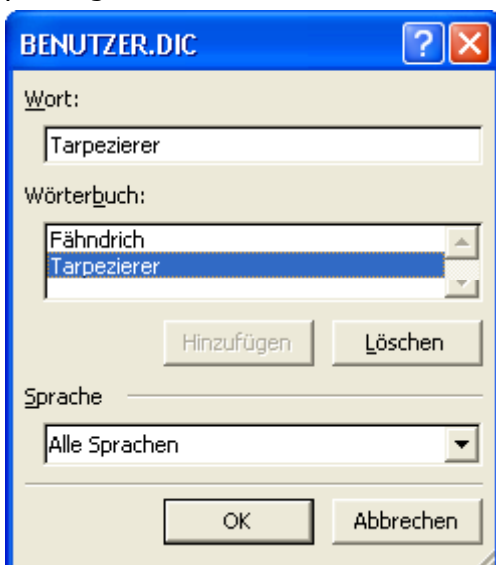 BENUTZER.DIC
Wort:
Tarpezierer
Wörterbuch:
Fähndrich
Tarpezierer
Hinzufügen Löschen
Sprache
Alle Sprachen
OK Abbrechen